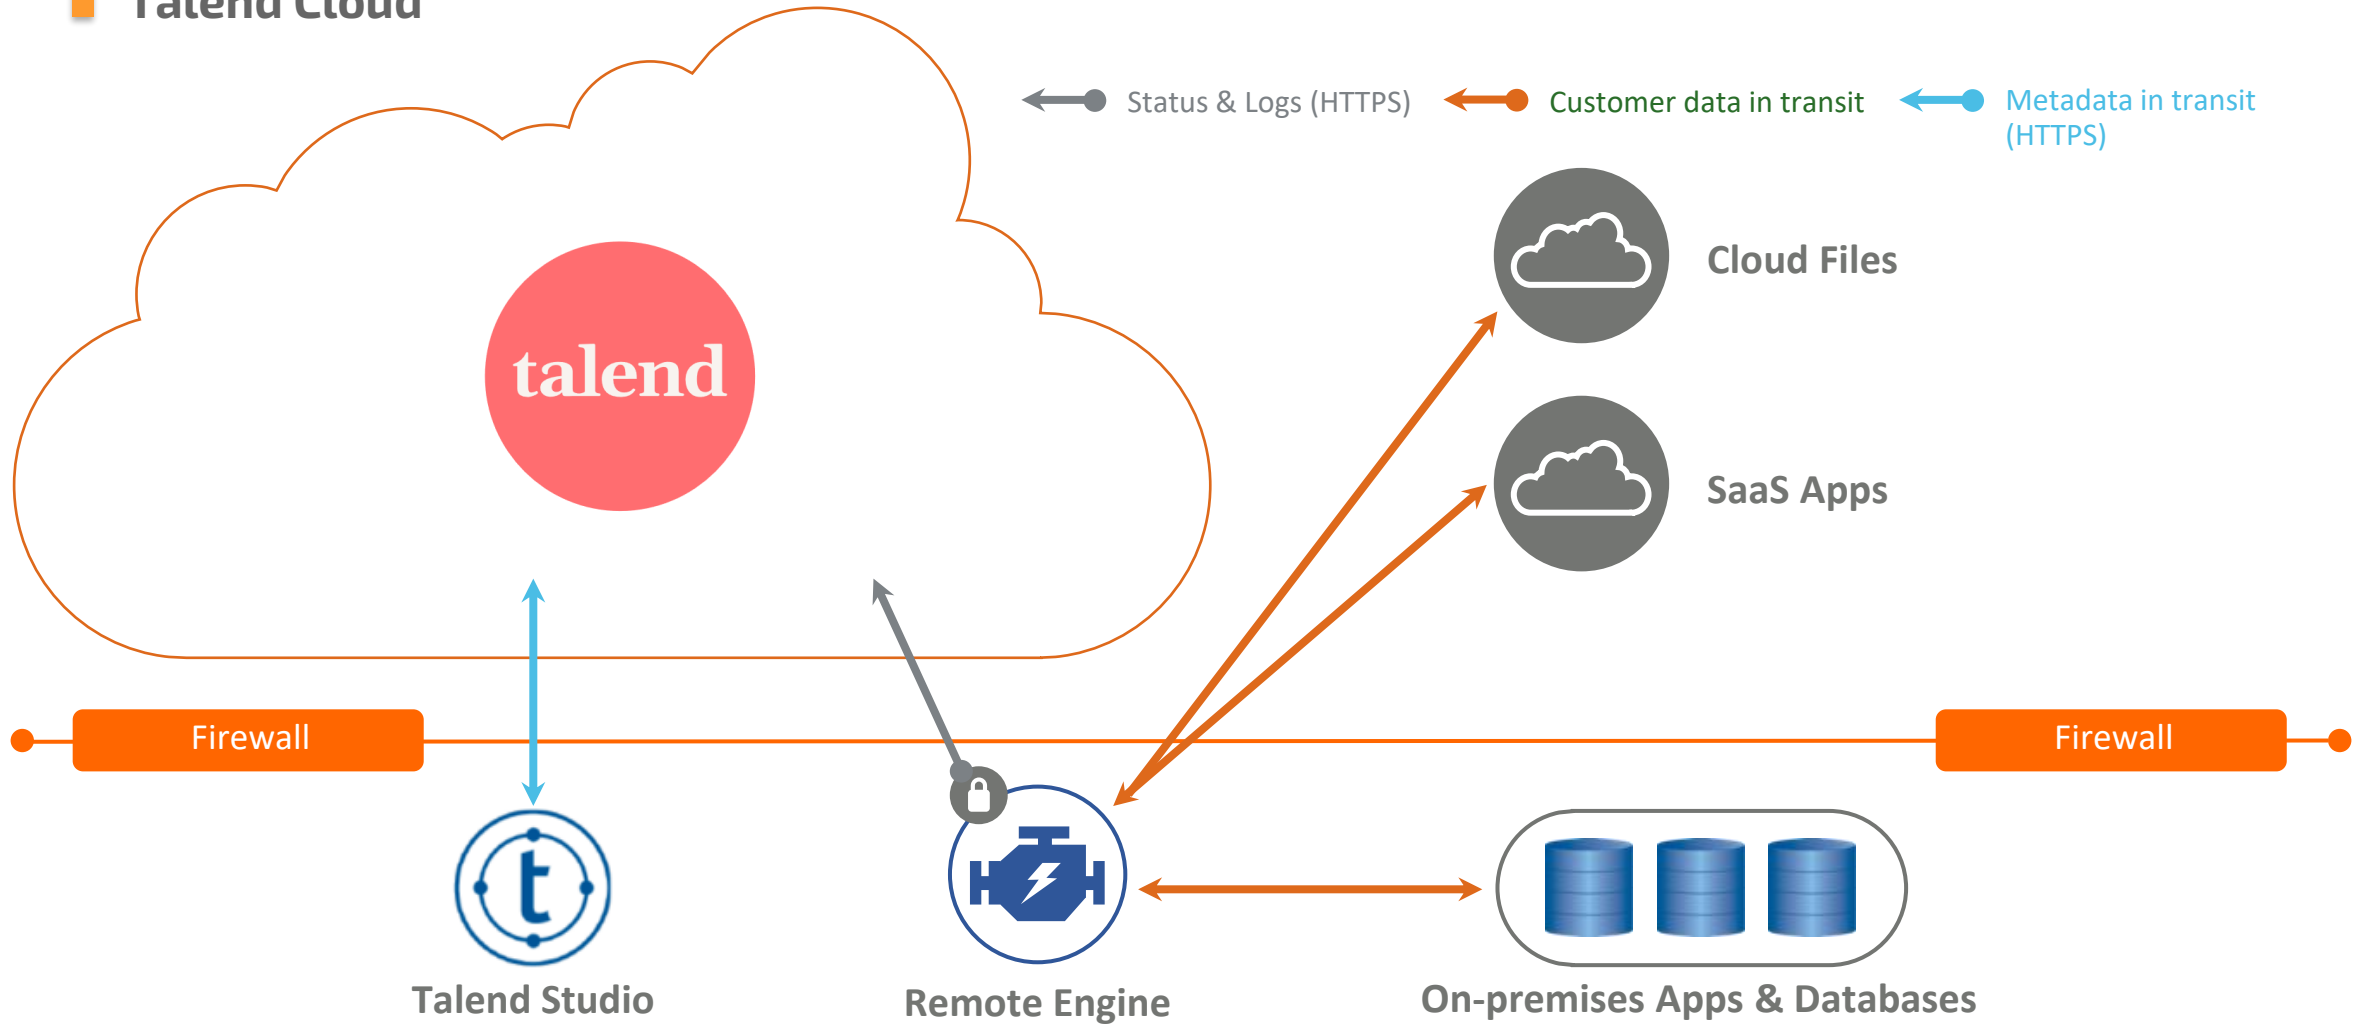 Talend Cloud
Status & Logs (HTTPS)
Customer data in transit
Metadata in transit
(HTTPS)
Cloud Files
talend
SaaS Apps
Firewall
Firewall
t
Talend Studio
Remote Engine
On-premises Apps & Databases